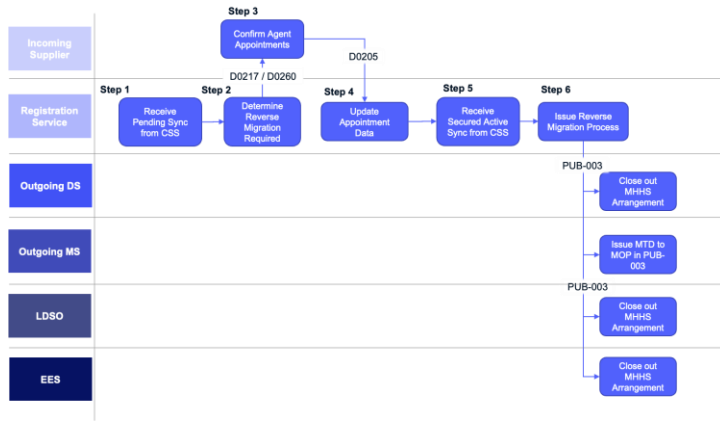 Step 3
Incoming
Supplier
Confirm Agent
Appointments
D0217 / D0260
D0205
Step 1
Step 2
Step 4
Step 5
Step 6
Registration
Service
Receive
Pending Sync
from CSS
Determine
Reverse
Migration
Required
Update
Appointment
Data
Receive
Secured Active
Sync from CSS
Issue Reverse
Migration Process
PUB-003
Outgoing DS
Close out
MHHS
Arrangement
Outgoing MS
Issue MTD to
MOP in PUB-
003
PUB-003
LDSO
Close out
MHHS
Arrangement
EES
Close out
MHHS
Arrangement